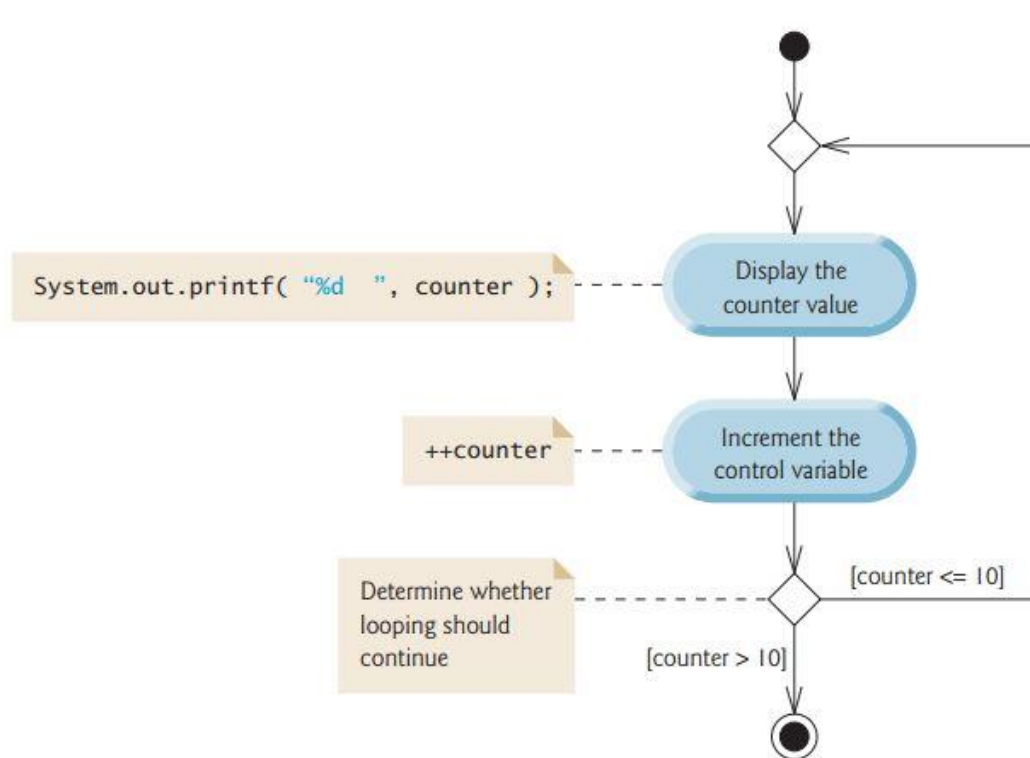 Display the
counter value
System.out.printf( “%d  ”, counter );
Increment the
control variable
++counter
Determine whether
looping should
continue
[counter <= 10]
[counter > 10]